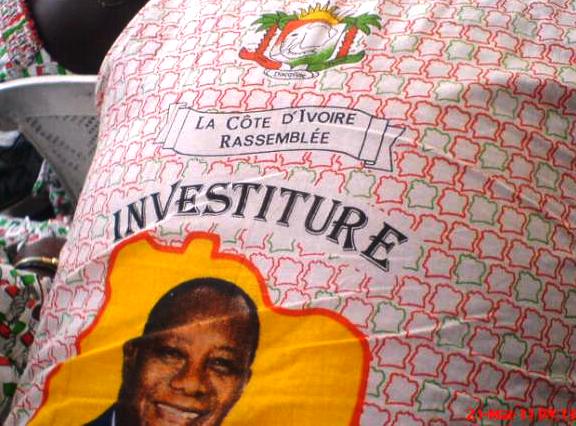 LA CÔTE D'IVOIRE
RASSEMBLÉE
INVESTITURE